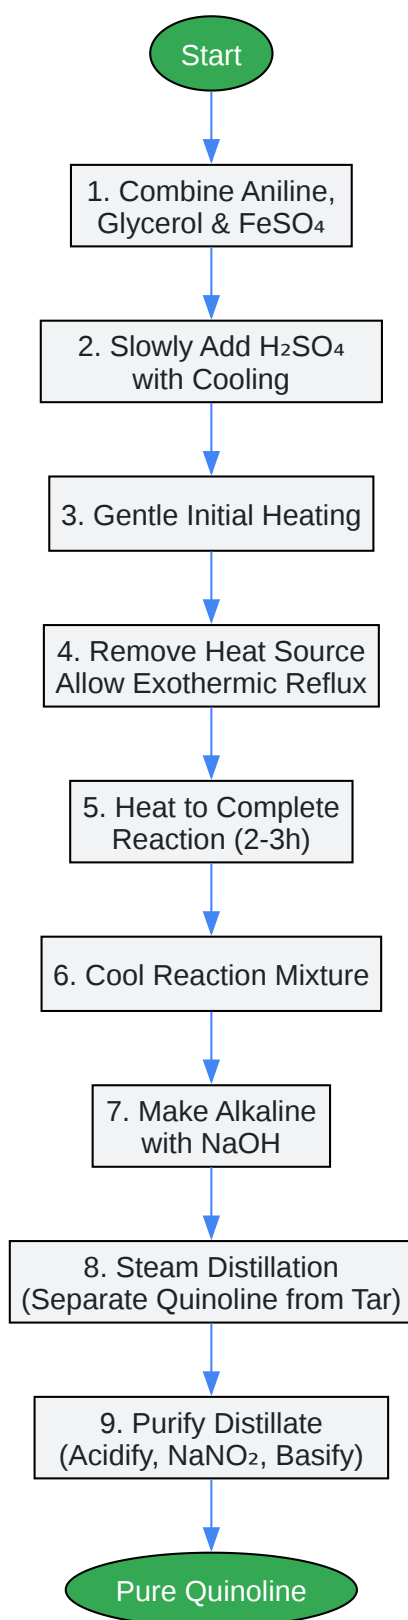 Start
1. Combine Aniline,
Glycerol & FeSO₄
2. Slowly Add H₂SO₄
with Cooling
3. Gentle Initial Heating
4. Remove Heat Source
Allow Exothermic Reflux
5. Heat to Complete
Reaction (2-3h)
6. Cool Reaction Mixture
7. Make Alkaline
with NaOH
8. Steam Distillation
(Separate Quinoline from Tar)
9. Purify Distillate
(Acidify, NaNO₂, Basify)
Pure Quinoline